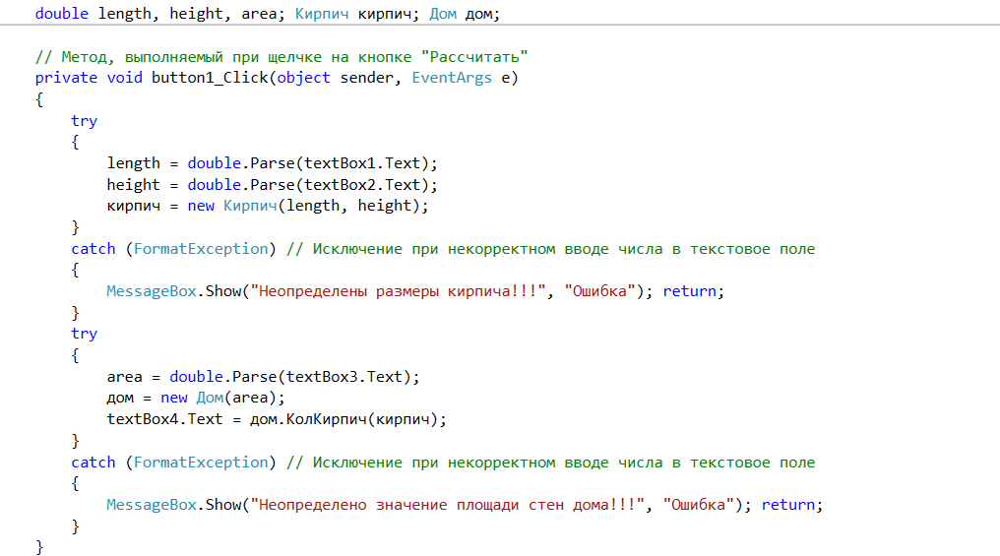 double length, height, area; Кирпич кирпич; Дом дом;
// Метод, выполняемый при щелчке на кнопке "Рассчитать"
private void button1_Click(object sender, EventArgs e)
{
try
{
length = double.Parse(textBox1.Text);
height = double.Parse(textBox2.Text);
кирпич = new Кирпич(length, height);
}
catch (FormatException) // Исключение при некорректном вводе числа в текстовое поле
{
MessageBox.Show("Неопределены размеры кирпича!!!", "Ошибка"); return;
}
try
{
area = double.Parse(textBox3.Text);
дом = new Дом(area);
textBox4.Text = дом.КолКирпич(кирпич);
}
catch (FormatException) // Исключение при некорректном вводе числа в текстовое поле
{
MessageBox.Show("Неопределено значение площади стен дома!!!", "Ошибка"); return;
}
}